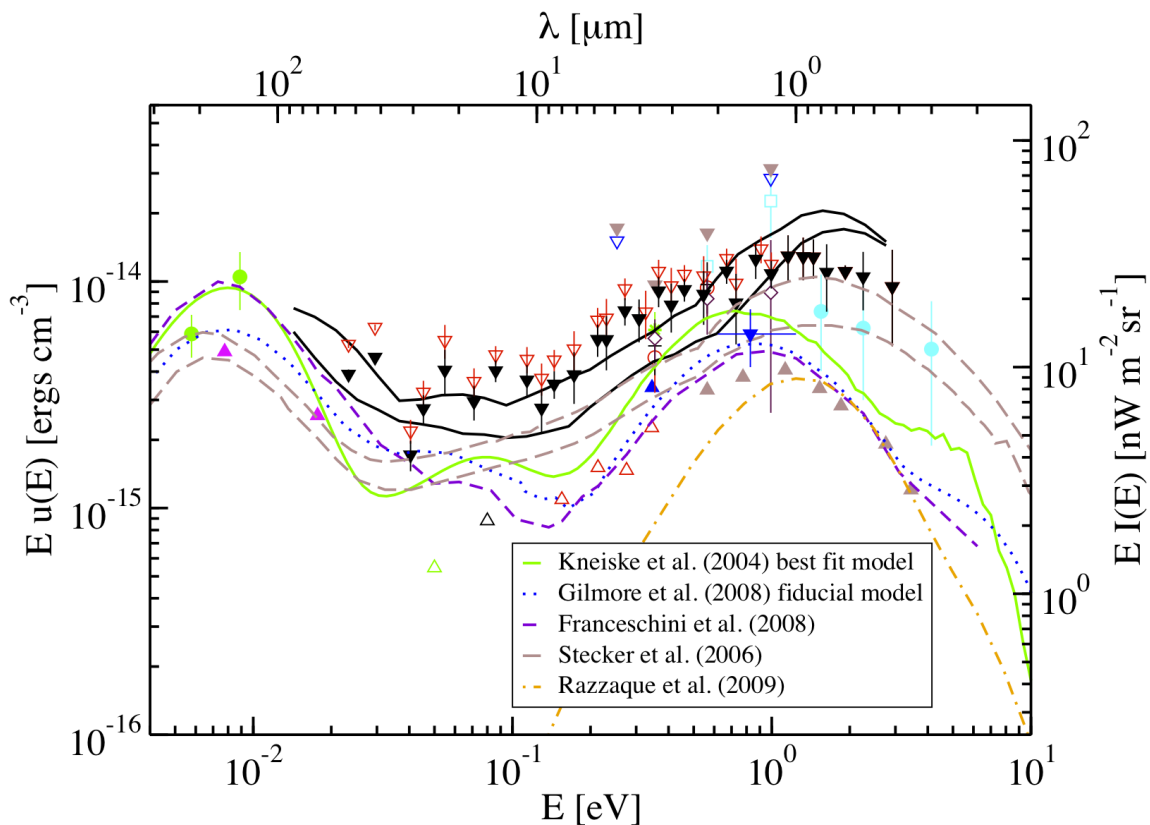 λ [μm]
10² 10¹ 10⁰
E u(E) [ergs cm⁻³]
10⁻¹⁴
10⁻¹⁵
10⁻¹⁶
10²
10¹
10⁰
E I(E) [nW m⁻² sr⁻¹]
Kneiske et al. (2004) best fit model
Gilmore et al. (2008) fiducial model
Franceschini et al. (2008)
Stecker et al. (2006)
Razzaque et al. (2009)
10⁻² 10⁻¹ 10⁰ 10¹
E [eV]